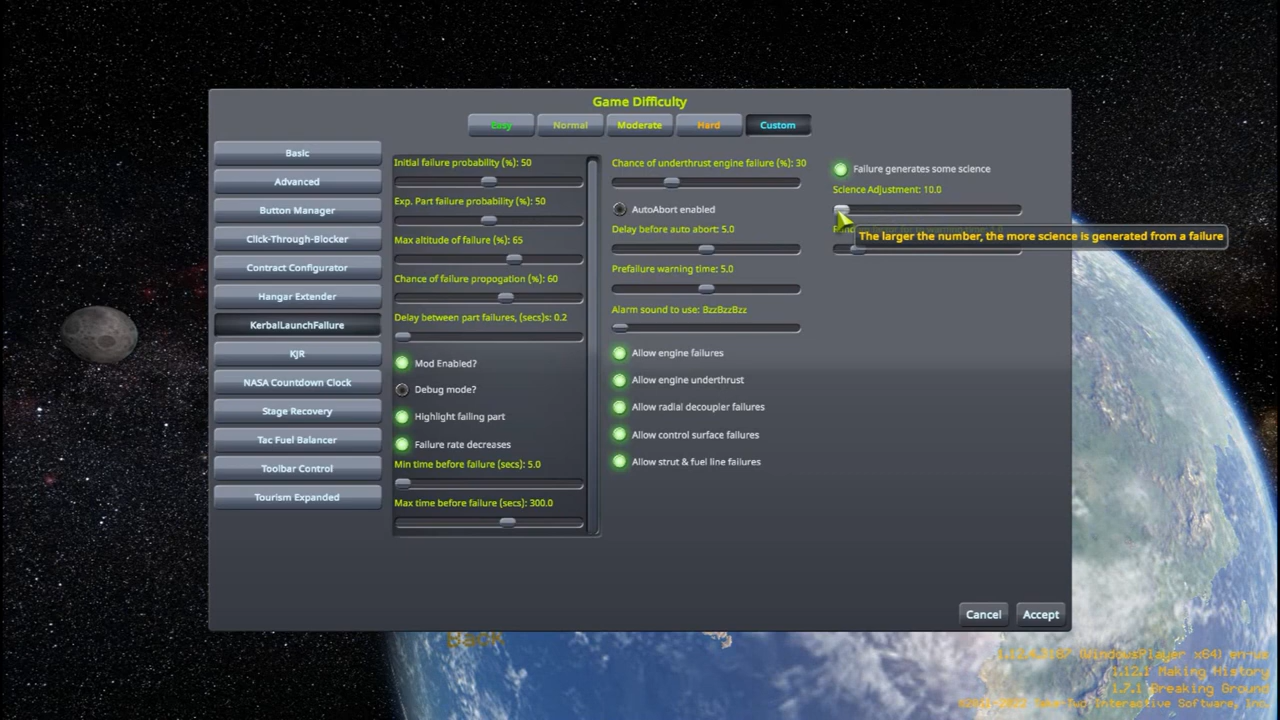 Game Difficulty
Easy
Normal
Moderate
Hard
Custom
Basic
Advanced
Button Manager
Click-Through-Blocker
Contract Configurator
Hangar Extender
KerbalLaunchFailure
KJR
NASA Countdown Clock
Stage Recovery
Tac Fuel Balancer
Toolbar Control
Tourism Expanded
Initial failure probability (%): 50
Exp. Part failure probability (%): 50
Max altitude of failure (%): 65
Chance of failure propogation (%): 60
Delay between part failures, (secs)s: 0.2
Mod Enabled?
Debug mode?
Highlight failing part
Failure rate decreases
Min time before failure (secs): 5.0
Max time before failure (secs): 300.0
Chance of underthrust engine failure (%): 30
AutoAbort enabled
Delay before auto abort: 5.0
Prefailure warning time: 5.0
Alarm sound to use: BzzBzzBzz
Allow engine failures
Allow engine underthrust
Allow radial decoupler failures
Allow control surface failures
Allow strut & fuel line failures
Failure generates some science
Science Adjustment: 10.0
The larger the number, the more science is generated from a failure
Cancel
Accept
Back
WindowsPlayer x64) en-us
1.12.1 Making History
1.7.1 Breaking Ground
Interactive Software, Inc.